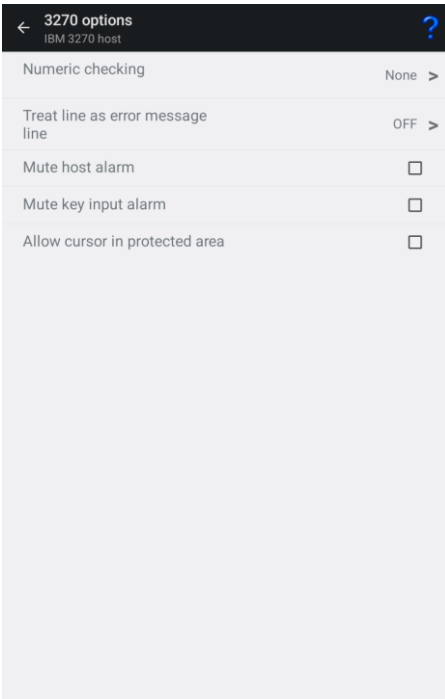 3270 options
IBM 3270 host
?
Numeric checking
None >
Treat line as error message
line
OFF >
Mute host alarm
Mute key input alarm
Allow cursor in protected area